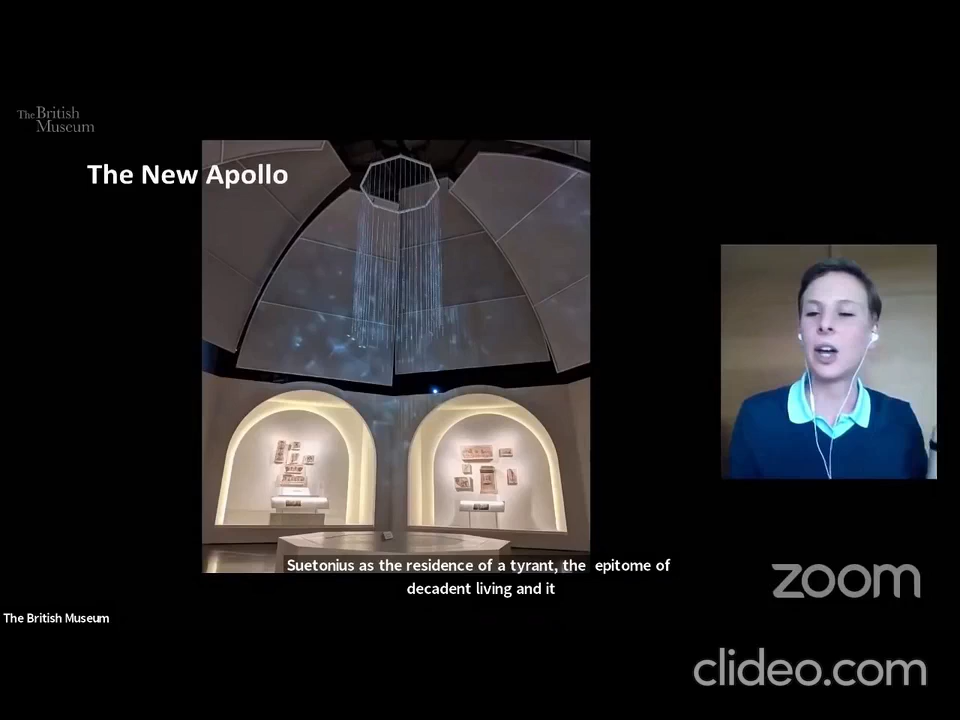 The British
Museum
The New Apollo
Suetonius as the residence of a tyrant, the epitome of
decadent living and it
zoom
The British Museum
clideo.com